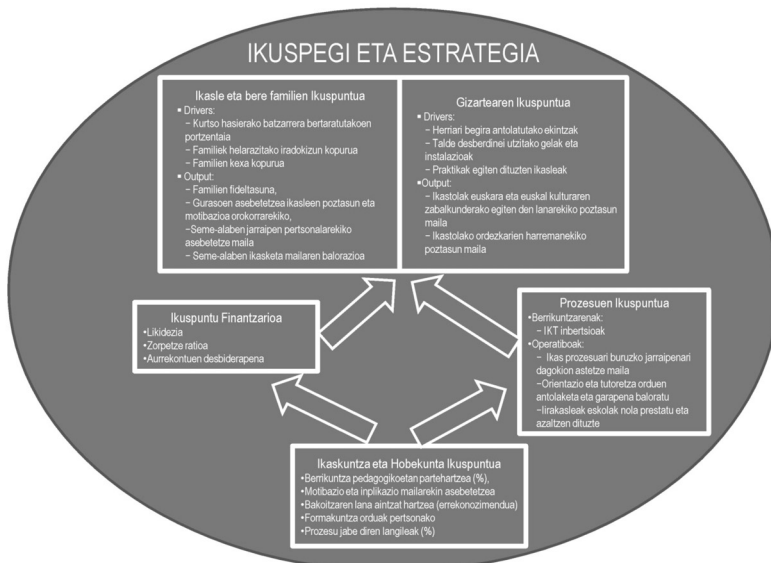 IKUSPEGI ETA ESTRATEGIA
Ikasle eta bere familien Ikuspuntua
▪ Drivers:
− Kurtso hasierako batzarrera bertaratutakoen
portzentaia
− Familiek helarazitako iradokizun kopurua
− Familien kexa kopurua
▪ Output:
− Familien fideltasuna,
− Gurasoen asebetetzea ikasleen poztasun eta
motibazioa orokorrarekiko,
−Seme-alaben jarraipen pertsonalarekiko
asebetetze maila
− Seme-alaben ikasketa mailaren balorazioa
Gizartearen Ikuspuntua
▪ Drivers:
− Herriari begira antolatutako ekintzak
− Talde desberdinei utzitako gelak eta
instalazioak
− Praktikak egiten dituzten ikasleak
▪Output:
− Ikastolak euskara eta euskal kulturaren
zabalkunderako egiten den lanarekiko poztasun
maila
− Ikastolako ordezkarien harremanekiko
poztasun maila
Ikuspuntu Finantzarioa
•Likidezia
•Zorpetze ratioa
•Aurrekontuen desbiderapena
Prozesuen Ikuspuntua
•Berrikuntzarenak:
− IKT inbertsioak
•Operatiboak:
− Ikas prozesuari buruzko jarraipenari
dagokion astetze maila
−Orientazio eta tutoretza orduen
antolaketa eta garapena baloratu
−Iirakasleak eskolak nola prestatu eta
azaltzen dituzte
Ikaskuntza eta Hobekunta Ikuspuntua
•Berrikuntza pedagogikoetan partehartzea (%),
•Motibazio eta inplikazio mailarekin asebetetzea
•Bakoitzaren lana aintzat hartzea (errekonozimendua)
•Formakuntza orduak pertsonako
•Prozesu jabe diren langileak (%)